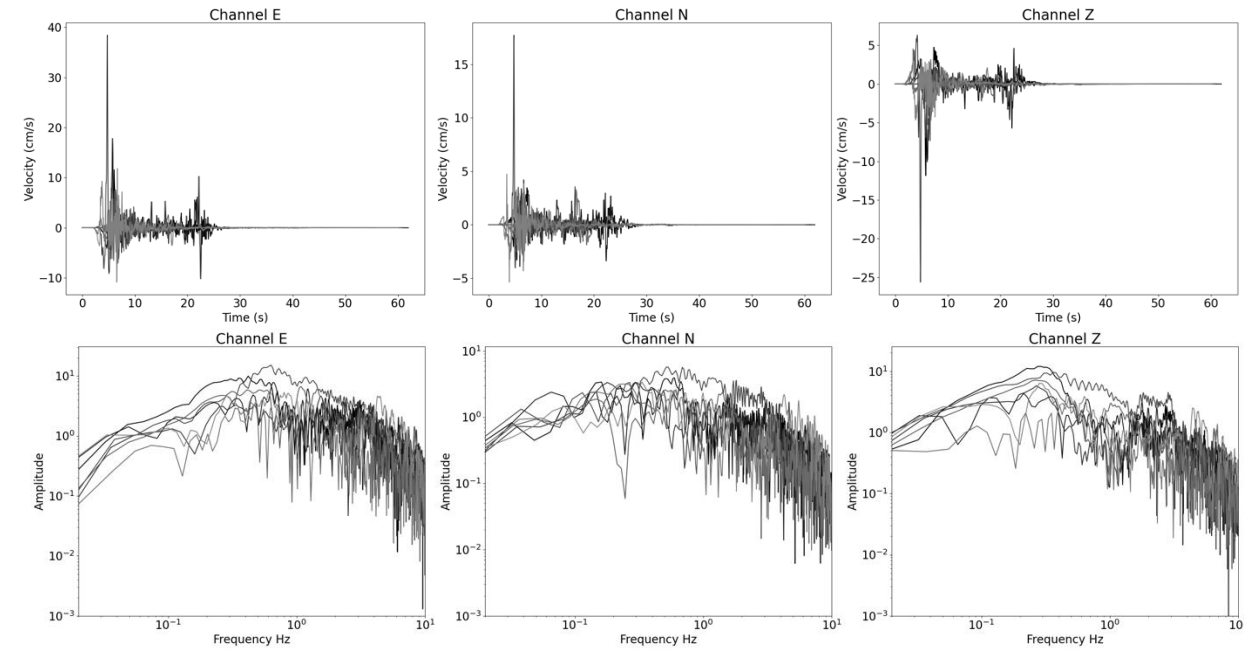 Channel E
Channel N
Channel Z
Velocity (cm/s)
40
30
20
10
0
−10
0 10 20 30 40 50 60
Time (s)
Velocity (cm/s)
15
10
5
0
−5
0 10 20 30 40 50 60
Time (s)
Velocity (cm/s)
5
0
−5
−10
−15
−20
−25
0 10 20 30 40 50 60
Time (s)
Channel E
Channel N
Channel Z
Amplitude
10¹
10⁰
10⁻¹
10⁻²
10⁻³
10⁻¹ 10⁰ 10¹
Frequency Hz
Amplitude
10¹
10⁰
10⁻¹
10⁻²
10⁻³
10⁻¹ 10⁰ 10¹
Frequency Hz
Amplitude
10¹
10⁰
10⁻¹
10⁻²
10⁻³
10⁻¹ 10⁰ 10
Frequency Hz